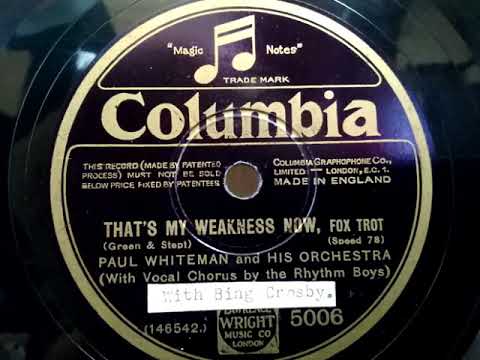 "Magic Notes"
TRADE MARK
Columbia
THIS RECORD (MADE BY PATENTED
PROCESS) MUST NOT BE SOLD
BELOW PRICE FIXED BY PATENTEES
COLUMBIA GRAPHOPHONE CO.,
LIMITED — LONDON, E.C. 1.
MADE IN ENGLAND
THAT'S MY WEAKNESS NOW, FOX TROT
(Green & Stept) (Speed 78)
PAUL WHITEMAN and HIS ORCHESTRA
(With Vocal Chorus by the Rhythm Boys)
With Bing Crosby.
(146542.)
LAWRENCE
WRIGHT
MUSIC CO
LONDON
5006